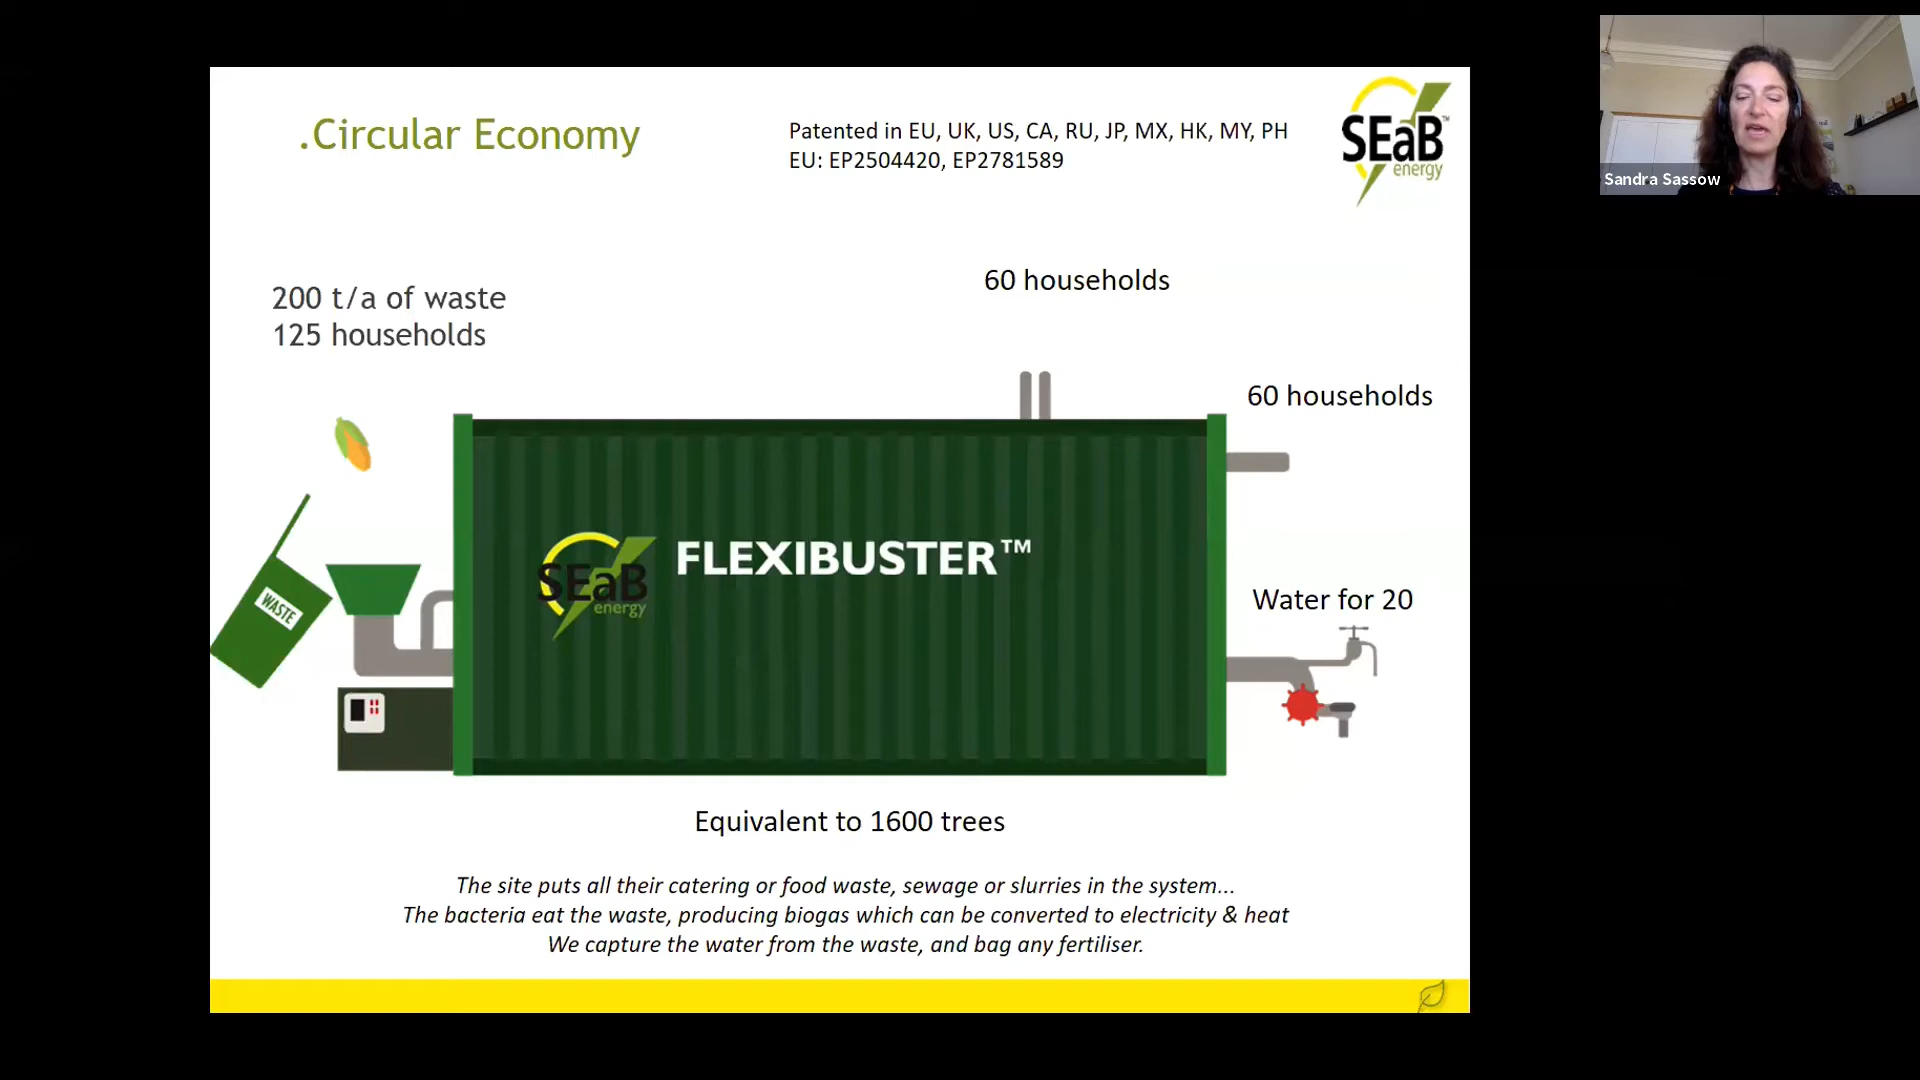 .Circular Economy
Patented in EU, UK, US, CA, RU, JP, MX, HK, MY, PH
EU: EP2504420, EP2781589
SEaB™
energy
Sandra Sassow
60 households
200 t/a of waste
125 households
60 households
WASTE
SEaB
energy
FLEXIBUSTER™
Water for 20
Equivalent to 1600 trees
The site puts all their catering or food waste, sewage or slurries in the system...
The bacteria eat the waste, producing biogas which can be converted to electricity & heat
We capture the water from the waste, and bag any fertiliser.